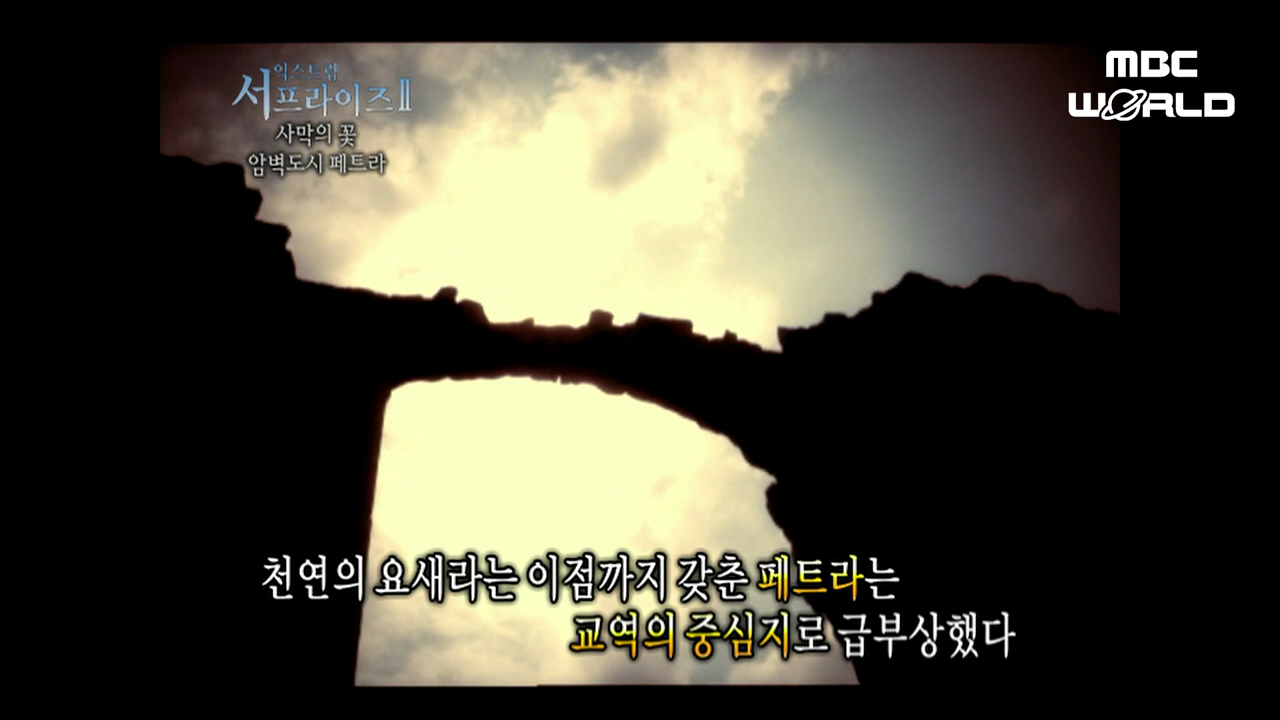 익스트림
서프라이즈 II
사막의 꽃
암벽도시 페트라
MBC
WORLD
천연의 요새라는 이점까지 갖춘 페트라는
교역의 중심지로 급부상했다